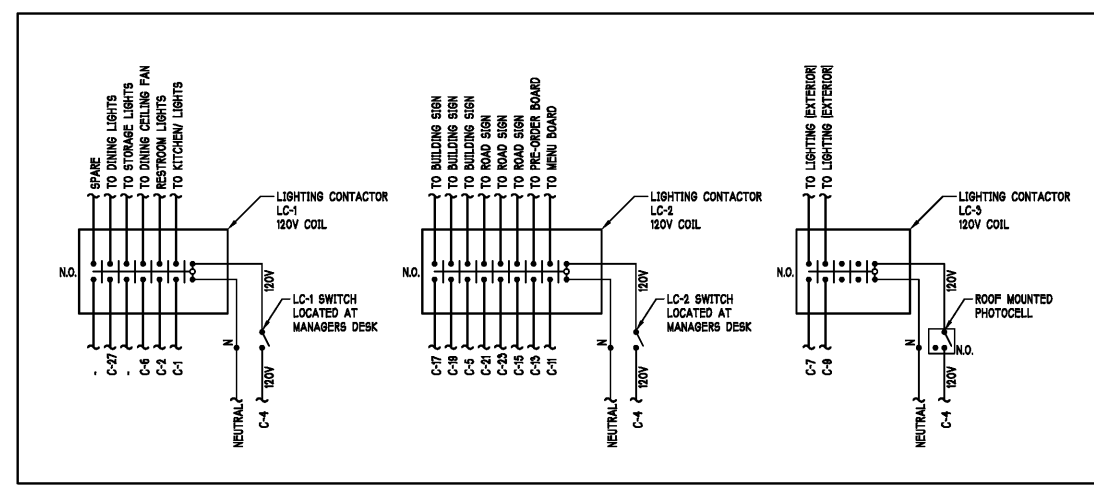 SPARE
TO DINING LIGHTS
TO STORAGE LIGHTS
TO DINING CEILING FAN
RESTROOM LIGHTS
TO KITCHEN/ LIGHTS
LIGHTING CONTACTOR
LC-1
120V COIL
N.O.
120V
LC-1 SWITCH
LOCATED AT
MANAGERS DESK
N
-
C-27
-
C-6
C-2
C-1
120V
NEUTRAL
C-4
TO BUILDING SIGN
TO BUILDING SIGN
TO BUILDING SIGN
TO ROAD SIGN
TO ROAD SIGN
TO ROAD SIGN
TO PRE-ORDER BOARD
TO MENU BOARD
LIGHTING CONTACTOR
LC-2
120V COIL
N.O.
120V
LC-2 SWITCH
LOCATED AT
MANAGERS DESK
N
C-17
C-19
C-5
C-21
C-23
C-15
C-13
C-11
120V
NEUTRAL
C-4
TO LIGHTING (EXTERIOR)
TO LIGHTING (EXTERIOR)
LIGHTING CONTACTOR
LC-3
120V COIL
N.O.
120V
ROOF MOUNTED
PHOTOCELL
N
N.O.
C-7
C-9
120V
NEUTRAL
C-4